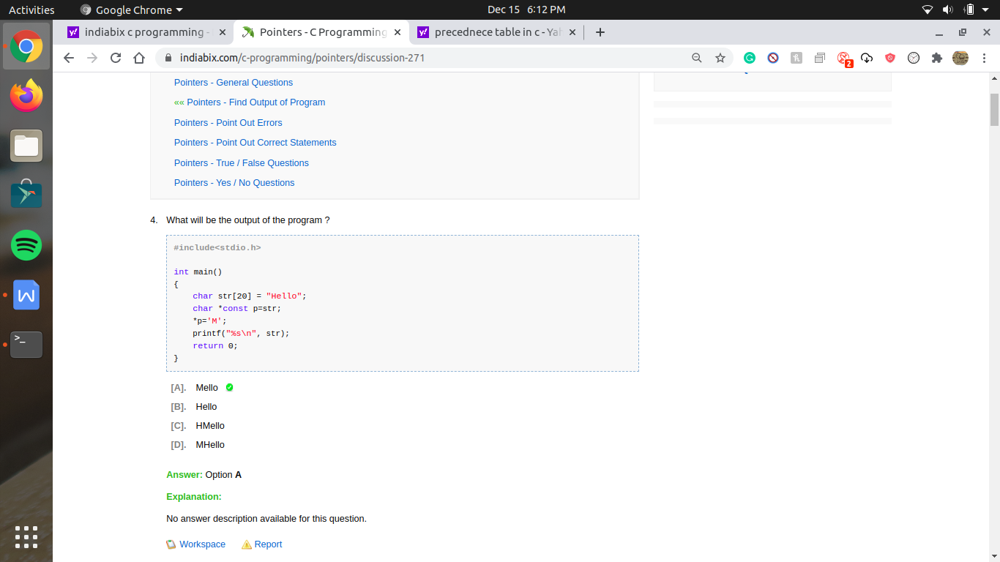 Activities
Google Chrome
Dec 15 6:12 PM
indiabix c programming -
Pointers - C Programming
precednece table in c - Yah
indiabix.com/c-programming/pointers/discussion-271
2
Pointers - General Questions
«« Pointers - Find Output of Program
Pointers - Point Out Errors
Pointers - Point Out Correct Statements
Pointers - True / False Questions
Pointers - Yes / No Questions
4. What will be the output of the program ?
#include<stdio.h>
int main()
{
char str[20] = "Hello";
char *const p=str;
*p='M';
printf("%s\n", str);
return 0;
}
[A]. Mello
[B]. Hello
[C]. HMello
[D]. MHello
Answer: Option A
Explanation:
No answer description available for this question.
Workspace Report